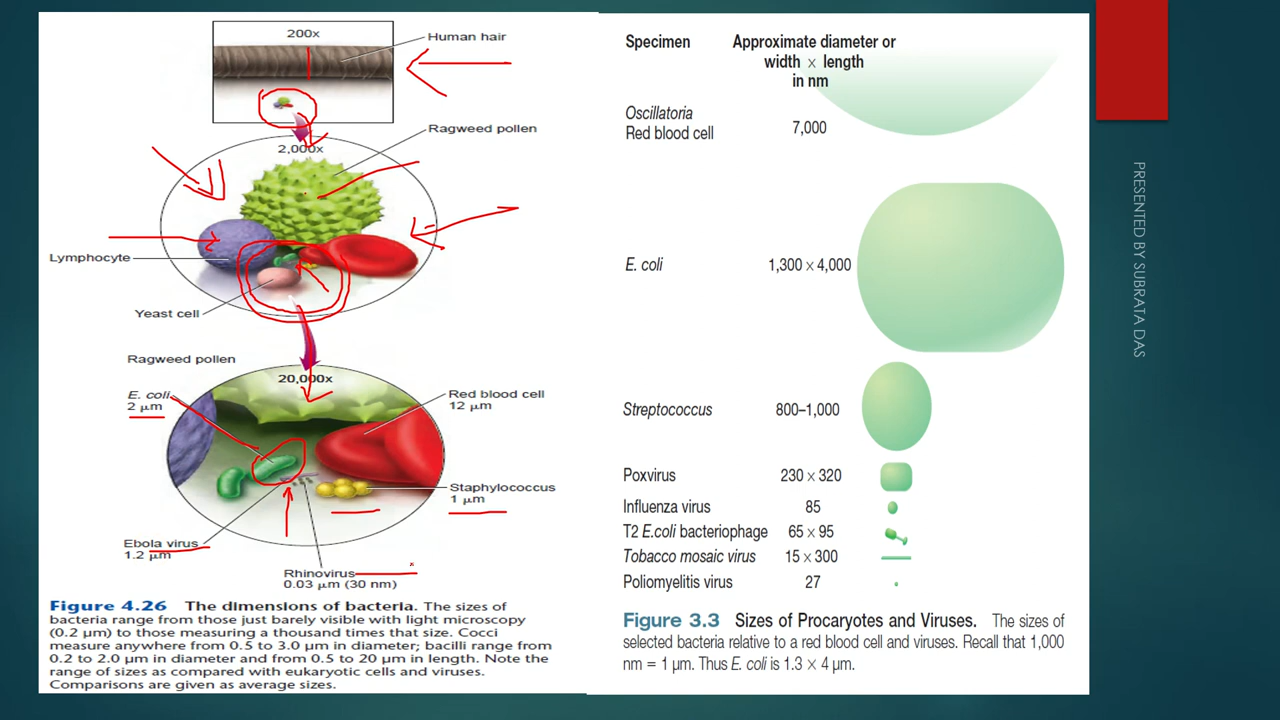 200x
Human hair
Ragweed pollen
2,000x
Lymphocyte
Yeast cell
Ragweed pollen
20,000x
E. coli
2 µm
Red blood cell
12 µm
Staphylococcus
1 µm
Ebola virus
1.2 µm
Rhinovirus
0.03 µm (30 nm)
Figure 4.26 The dimensions of bacteria. The sizes of
bacteria range from those just barely visible with light microscopy
(0.2 µm) to those measuring a thousand times that size. Cocci
measure anywhere from 0.5 to 3.0 µm in diameter; bacilli range from
0.2 to 2.0 µm in diameter and from 0.5 to 20 µm in length. Note the
range of sizes as compared with eukaryotic cells and viruses.
Comparisons are given as average sizes.
Specimen Approximate diameter or
width × length
in nm
Oscillatoria
Red blood cell 7,000
E. coli 1,300 × 4,000
Streptococcus 800–1,000
Poxvirus 230 × 320
Influenza virus 85
T2 E.coli bacteriophage 65 × 95
Tobacco mosaic virus 15 × 300
Poliomyelitis virus 27
Figure 3.3 Sizes of Procaryotes and Viruses. The sizes of
selected bacteria relative to a red blood cell and viruses. Recall that 1,000
nm = 1 µm. Thus E. coli is 1.3 × 4 µm.
PRESENTED BY SUBRATA DAS